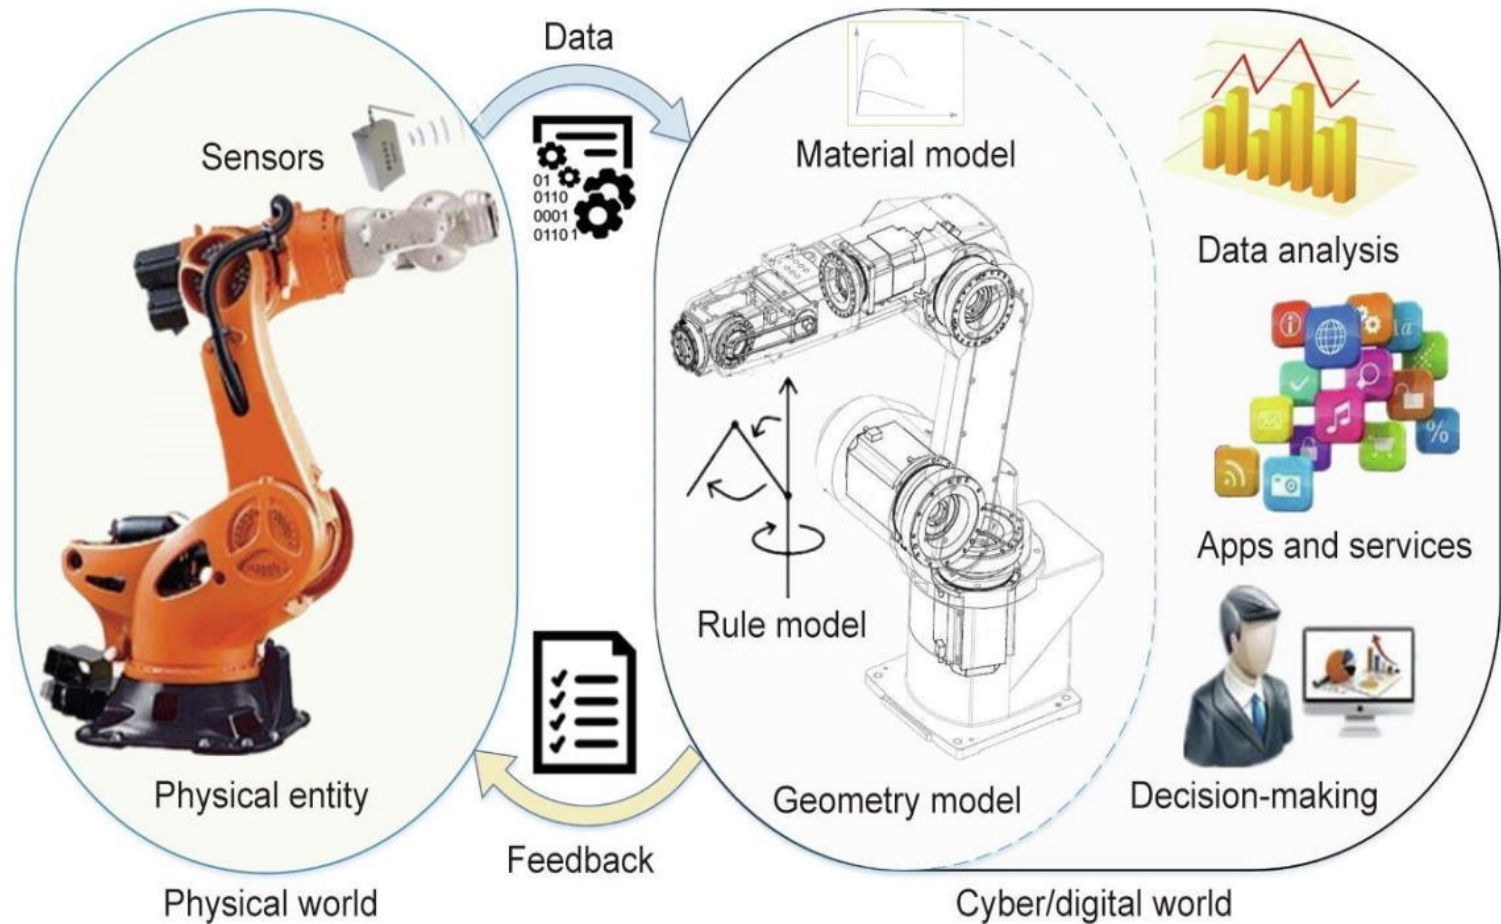 Data
Sensors
01
0110
0001
01101
Material model
Data analysis
Apps and services
Rule model
Physical entity
Geometry model
Decision-making
Feedback
Physical world
Cyber/digital world